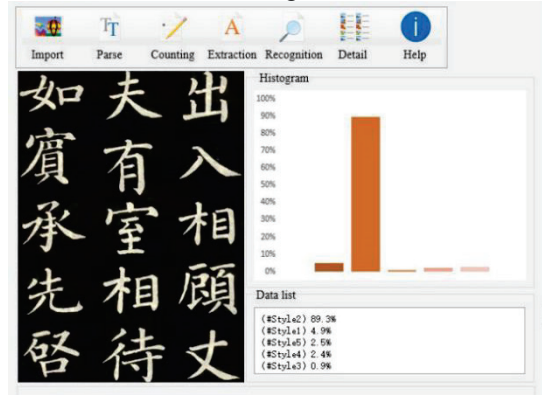 Import Parse Counting Extraction Recognition Detail Help
出入相顧丈
夫有室相待
如賓承先啓
Histogram
100%
90%
80%
70%
60%
50%
40%
30%
20%
10%
0%
Data list
(#Style2) 89.3%
(#Style1) 4.9%
(#Style5) 2.5%
(#Style4) 2.4%
(#Style3) 0.9%